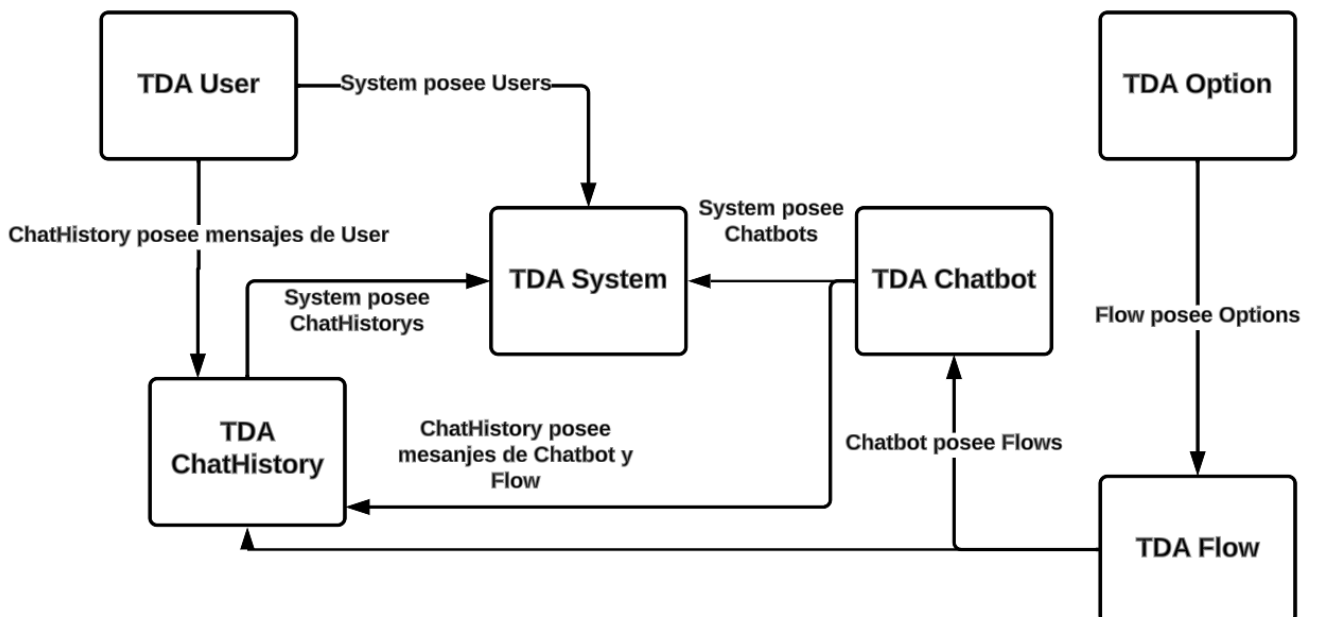 TDA User
System posee Users
TDA Option
System posee
Chatbots
ChatHistory posee mensajes de User
TDA System
TDA Chatbot
System posee
ChatHistorys
Flow posee Options
TDA
ChatHistory
ChatHistory posee
mesanjes de Chatbot y
Flow
Chatbot posee Flows
TDA Flow